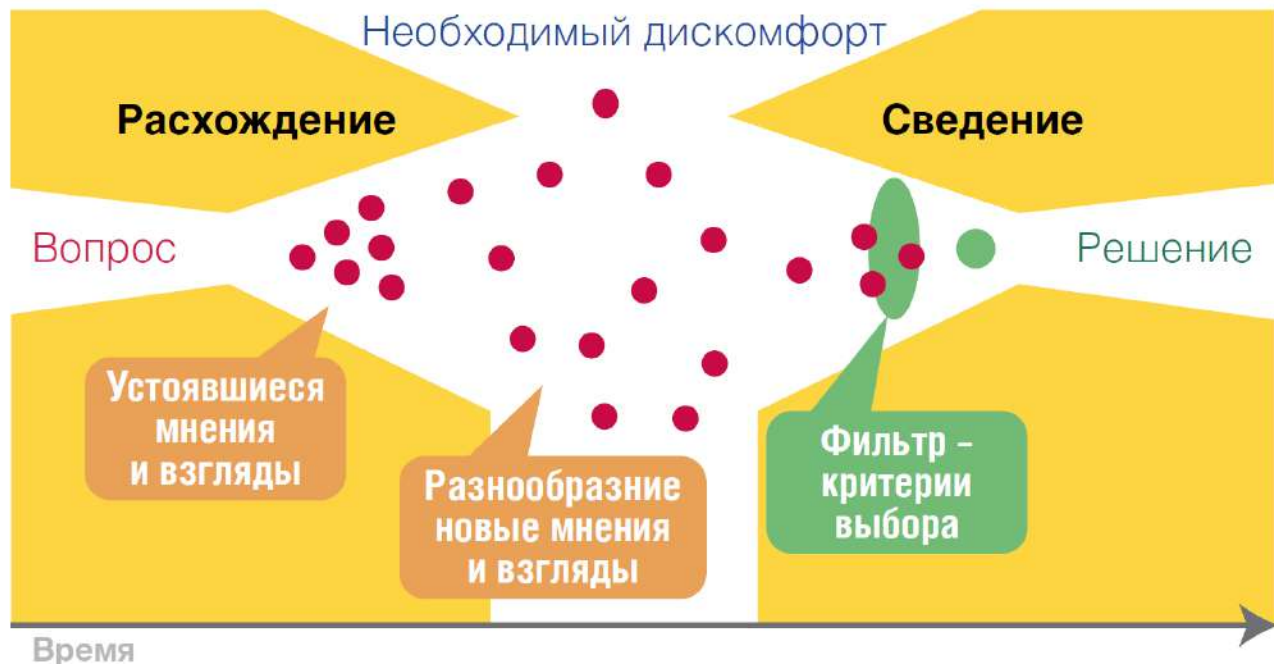 Необходимый дискомфорт
Расхождение
Сведение
Вопрос
Решение
Устоявшиеся
мнения
и взгляды
Разнообразние
новые мнения
и взгляды
Фильтр –
критерии
выбора
Время